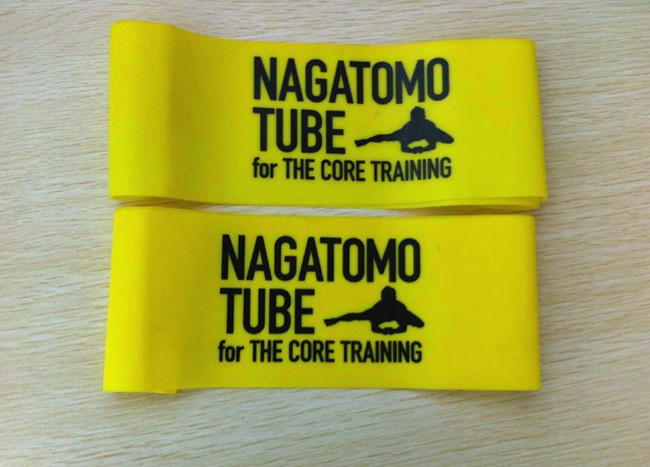 NAGATOMO
TUBE
for THE CORE TRAINING
NAGATOMO
TUBE
for THE CORE TRAINING